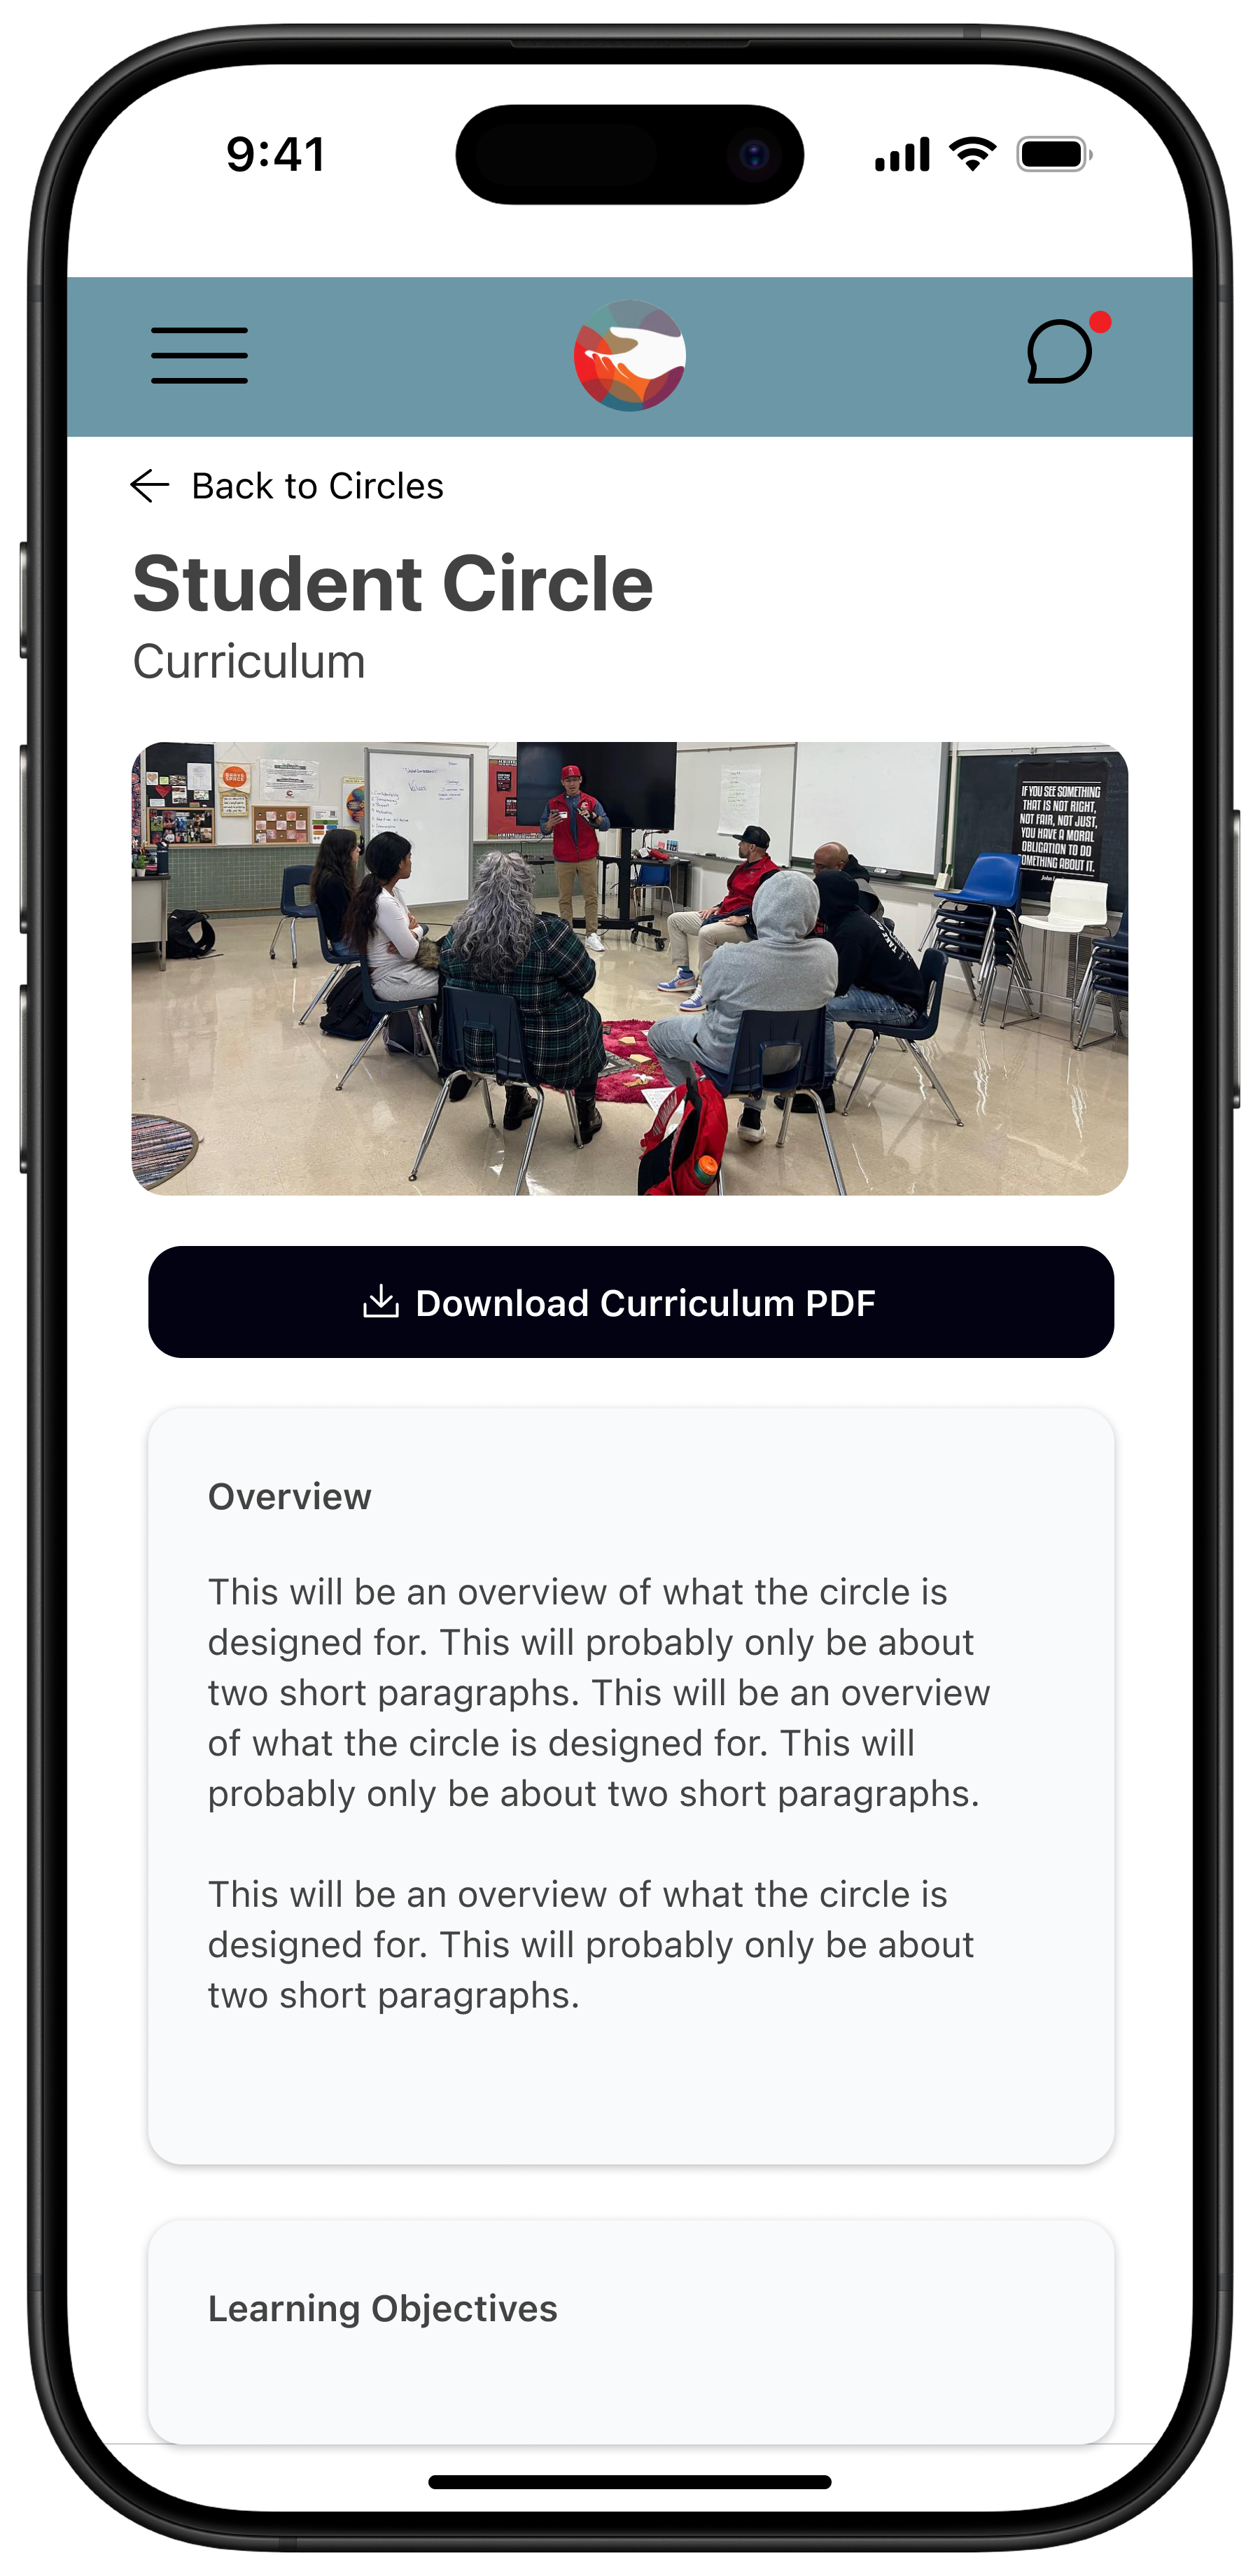 9:41
Back to Circles
Student Circle
Curriculum
Values
IF YOU SEE SOMETHING
THAT IS NOT RIGHT,
NOT FAIR, NOT JUST,
YOU HAVE A MORAL
OBLIGATION TO DO
OMETHING ABOUT IT.
Download Curriculum PDF
Overview
This will be an overview of what the circle is
designed for. This will probably only be about
two short paragraphs. This will be an overview
of what the circle is designed for. This will
probably only be about two short paragraphs.
This will be an overview of what the circle is
designed for. This will probably only be about
two short paragraphs.
Learning Objectives